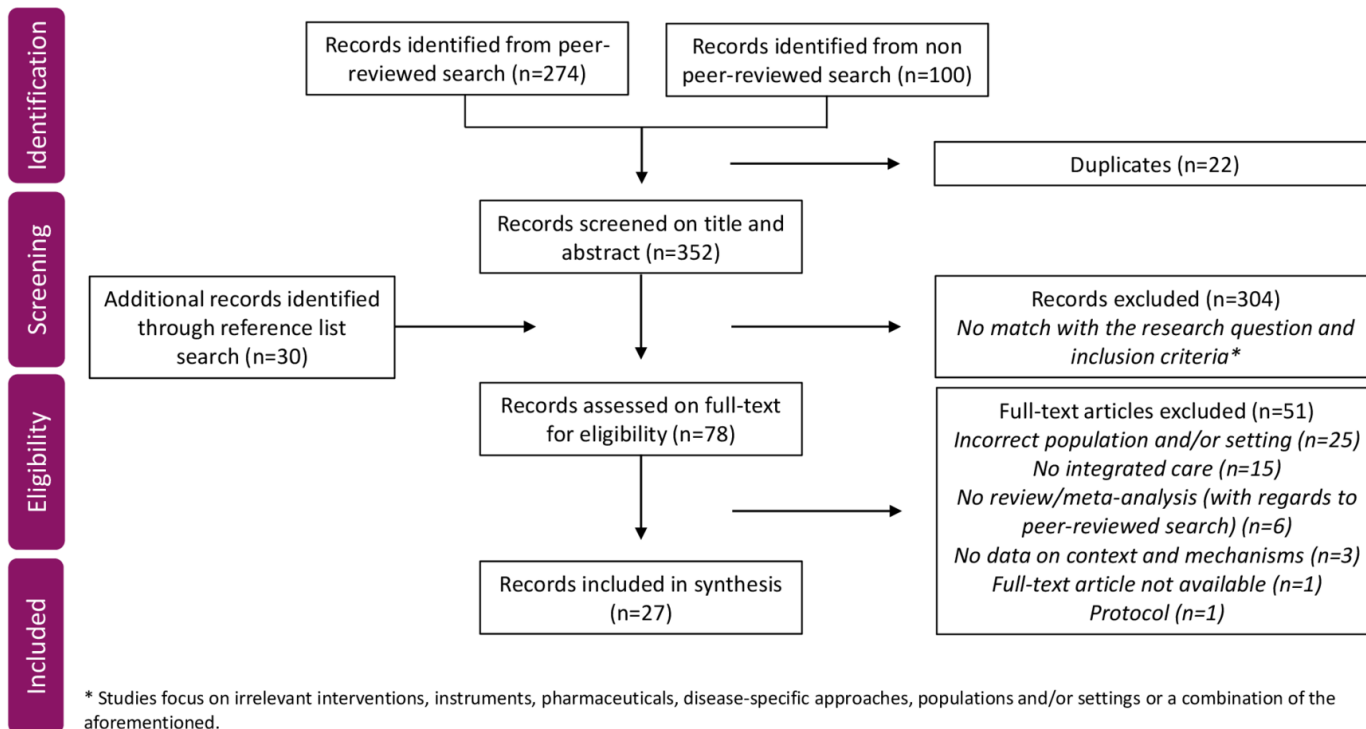 Identification
Records identified from peer-
reviewed search (n=274)
Records identified from non
peer-reviewed search (n=100)
Duplicates (n=22)
Screening
Records screened on title and
abstract (n=352)
Additional records identified
through reference list
search (n=30)
Records excluded (n=304)
No match with the research question and
inclusion criteria*
Eligibility
Records assessed on full-text
for eligibility (n=78)
Full-text articles excluded (n=51)
Incorrect population and/or setting (n=25)
No integrated care (n=15)
No review/meta-analysis (with regards to
peer-reviewed search) (n=6)
No data on context and mechanisms (n=3)
Full-text article not available (n=1)
Protocol (n=1)
Included
Records included in synthesis
(n=27)
* Studies focus on irrelevant interventions, instruments, pharmaceuticals, disease-specific approaches, populations and/or settings or a combination of the
aforementioned.